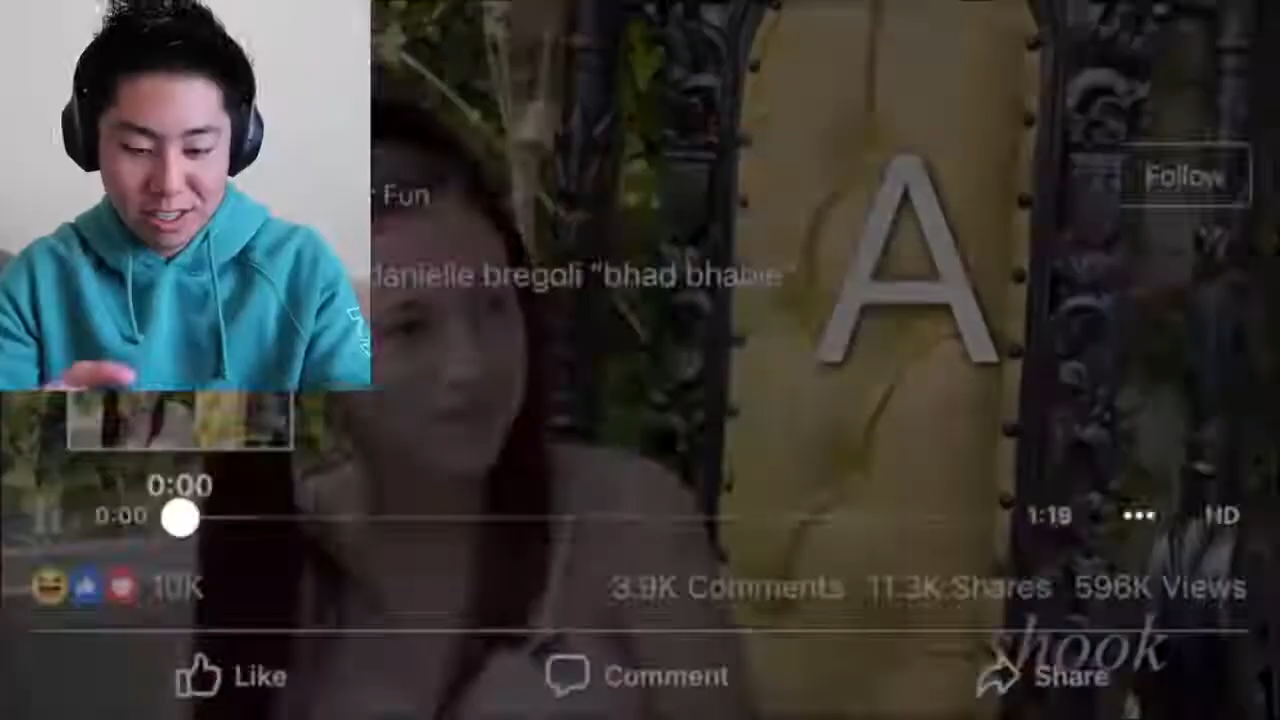 Fun
Follow
danielle bregoli "bhad bhabie"
A
0:00
0:00
1:19
HD
10K
3.9K Comments 11.3K Shares 596K Views
shook
Like
Comment
Share